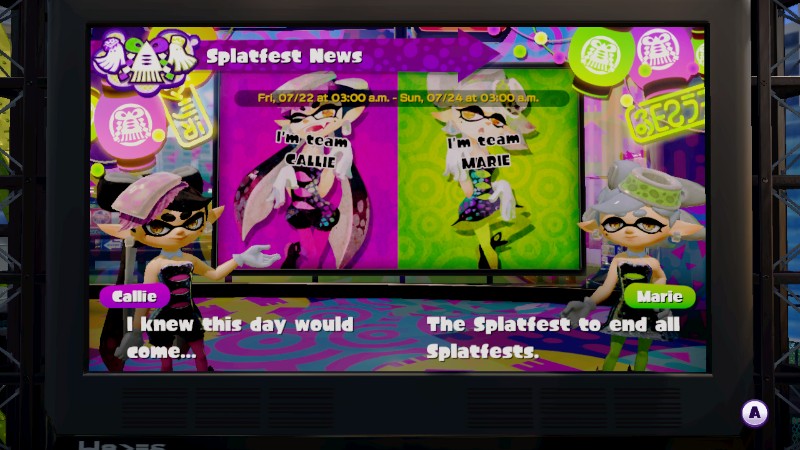 Splatfest News
Fri, 07/22 at 03:00 a.m. - Sun, 07/24 at 03:00 a.m.
I'm team
CALLIE
I'm team
MARIE
Callie
I knew this day would
come...
Marie
The Splatfest to end all
Splatfests.
A